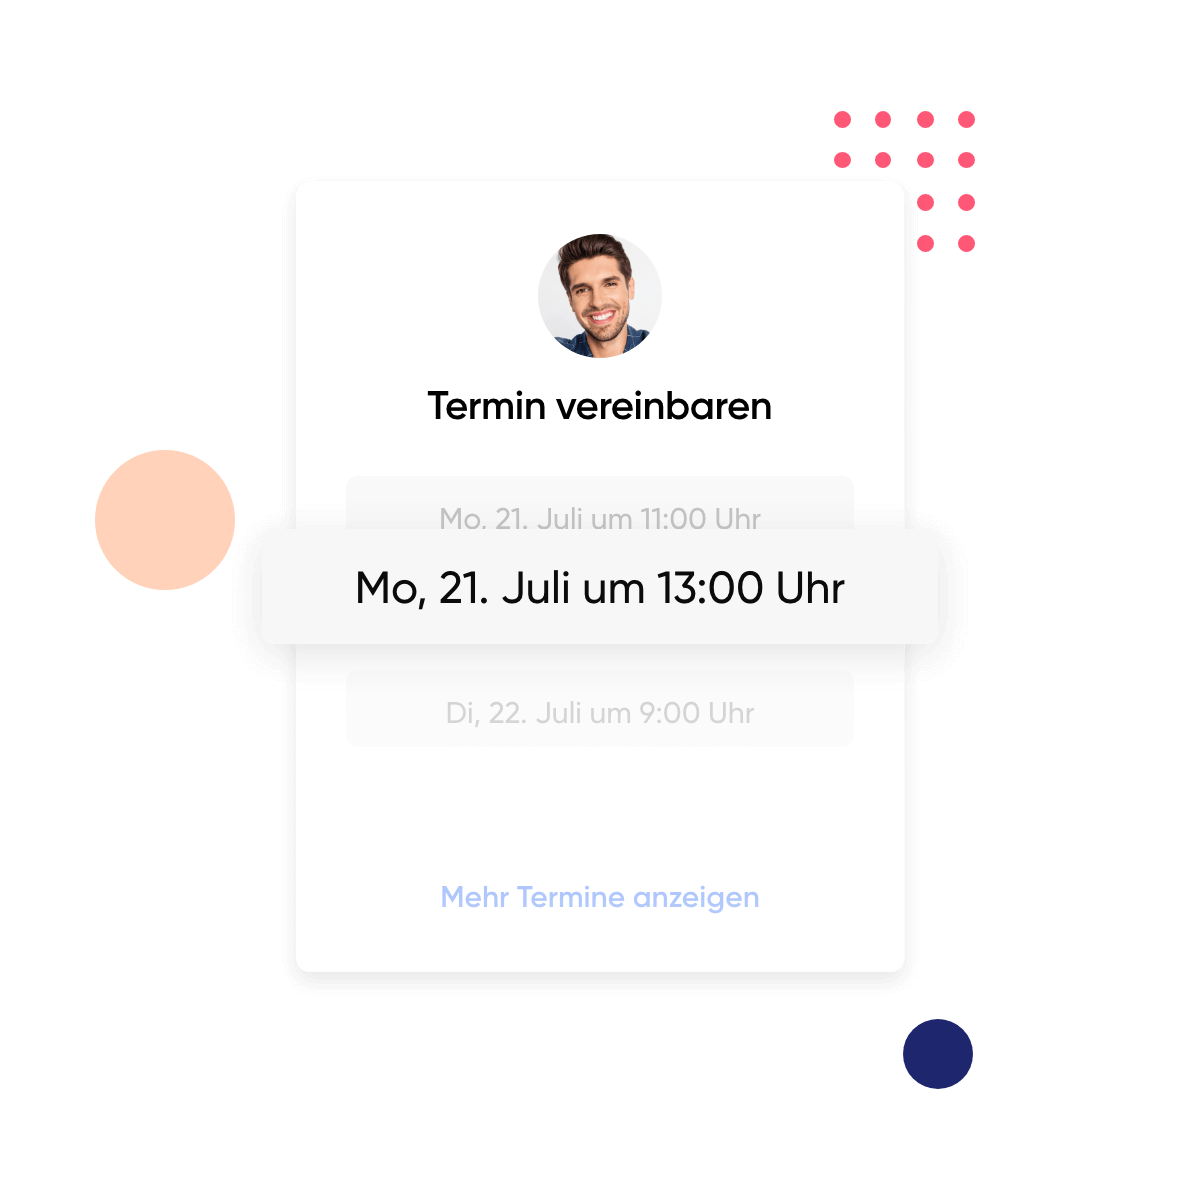 Termin vereinbaren
Mo, 21. Juli um 11:00 Uhr
Mo, 21. Juli um 13:00 Uhr
Di, 22. Juli um 9:00 Uhr
Mehr Termine anzeigen